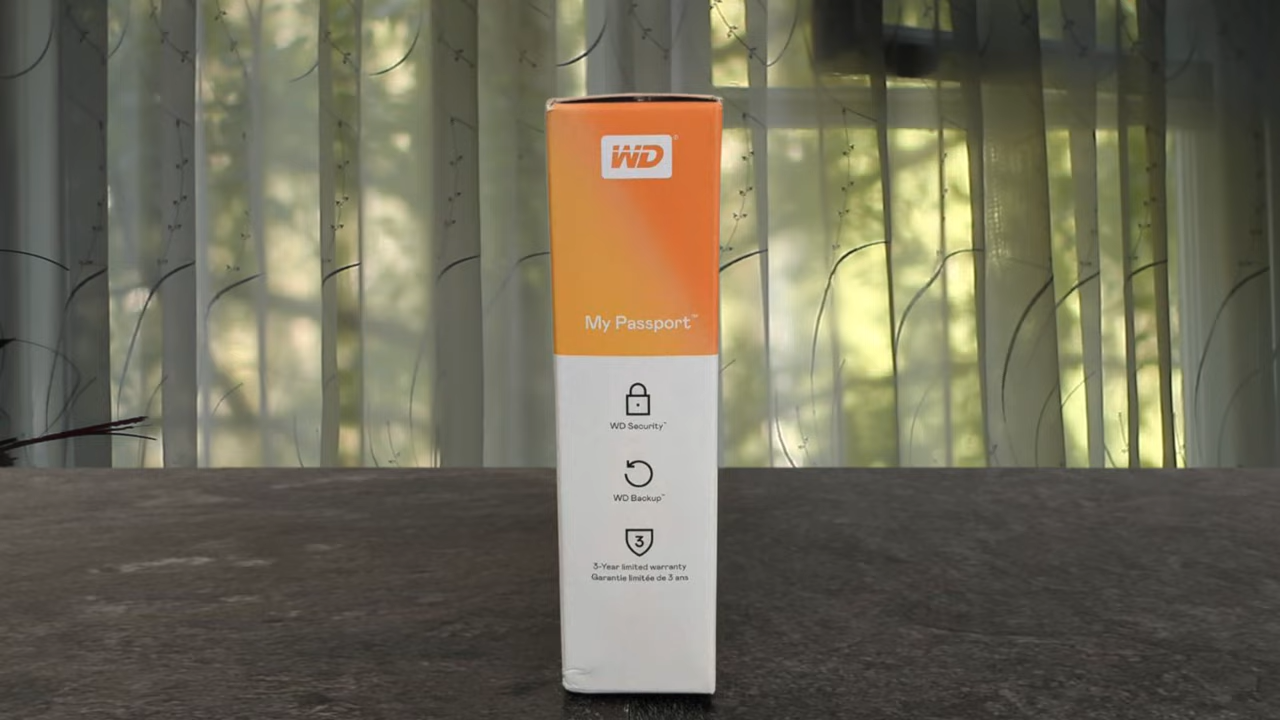 WD®
My Passport™
WD Security™
WD Backup™
3
3-Year limited warranty
Garantie limitée de 3 ans